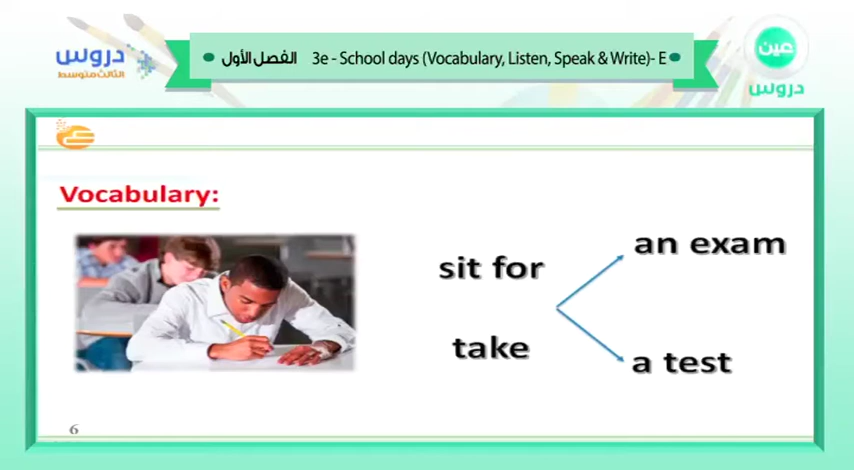 دروس
الثالث متوسط
3e - School days (Vocabulary, Listen, Speak & Write)- E الفصل الأول
عين
دروس
Vocabulary:
sit for
take
an exam
a test
6